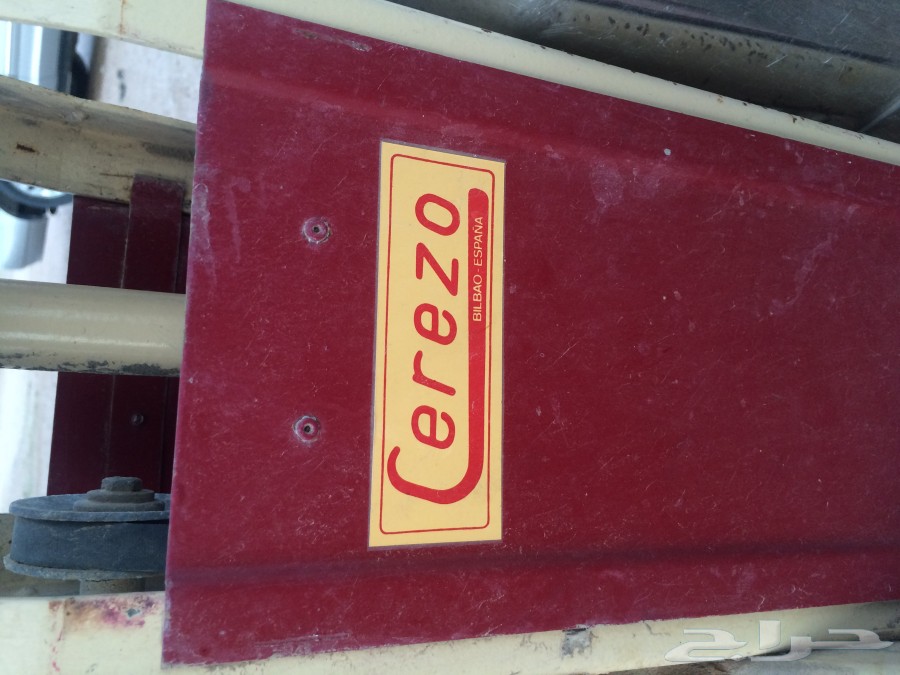 Cerezo
BILBAO - ESPAÑA
حراج